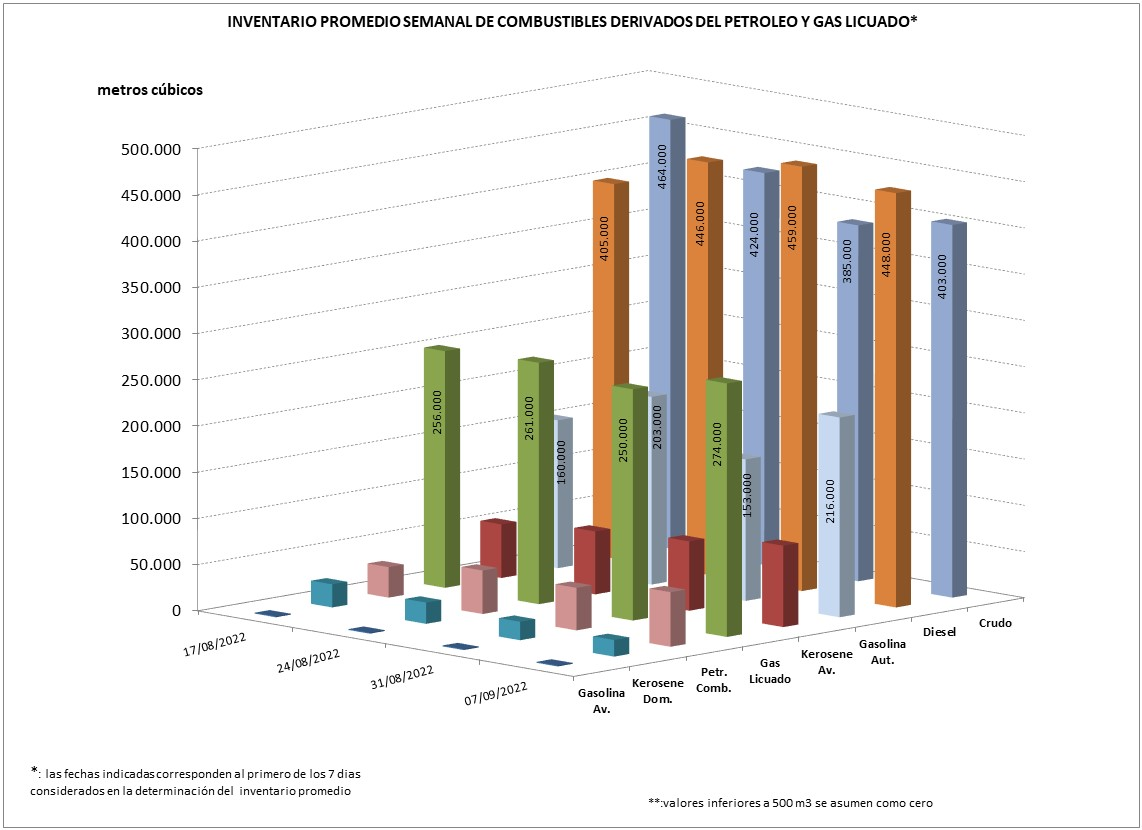 INVENTARIO PROMEDIO SEMANAL DE COMBUSTIBLES DERIVADOS DEL PETROLEO Y GAS LICUADO*
metros cúbicos
500.000
450.000
400.000
350.000
300.000
250.000
200.000
150.000
100.000
50.000
0
464.000
405.000
446.000
424.000
459.000
385.000
448.000
403.000
256.000
261.000
160.000
250.000
203.000
274.000
153.000
216.000
17/08/2022
24/08/2022
31/08/2022
07/09/2022
Gasolina
Av.
Kerosene
Dom.
Petr.
Comb.
Gas
Licuado
Kerosene
Av.
Gasolina
Aut.
Diesel
Crudo
*: las fechas indicadas corresponden al primero de los 7 dias
considerados en la determinación del inventario promedio
**:valores inferiores a 500 m3 se asumen como cero